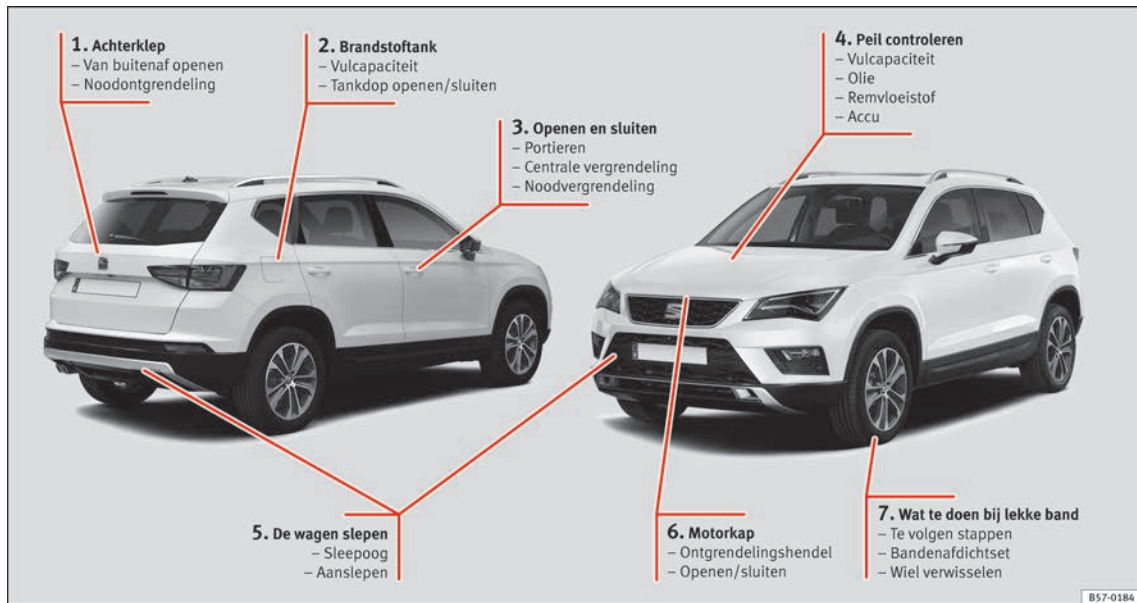 1. Achterklep
– Van buitenaf openen
– Noodontgrendeling
2. Brandstoftank
– Vulcapaciteit
– Tankdop openen/sluiten
3. Openen en sluiten
– Portieren
– Centrale vergrendeling
– Noodvergrendeling
4. Peil controleren
– Vulcapaciteit
– Olie
– Remvloeistof
– Accu
5. De wagen slepen
– Sleepoog
– Aanslepen
6. Motorkap
– Ontgrendelingshendel
– Openen/sluiten
7. Wat te doen bij lekke band
– Te volgen stappen
– Bandenafdichtset
– Wiel verwisselen
B57-0184